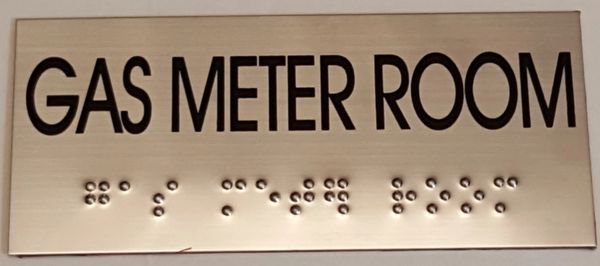 GAS METER ROOM
⠛⠁⠎ ⠍⠑⠞⠻ ⠗⠕⠕⠍